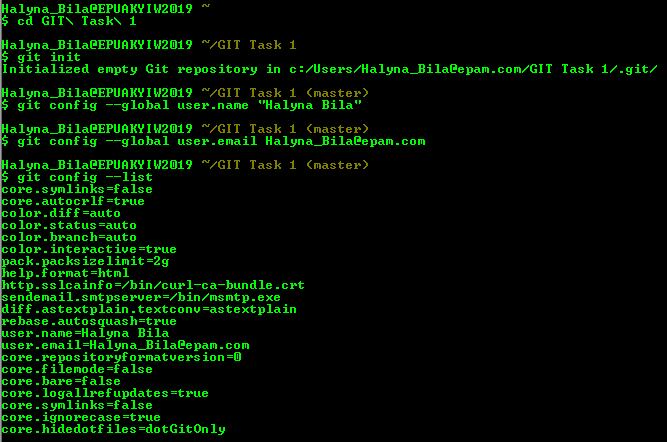 Halyna_Bila@EPUAKYIW2019 ~
$ cd GIT\ Task\ 1
Halyna_Bila@EPUAKYIW2019 ~/GIT Task 1
$ git init
Initialized empty Git repository in c:/Users/Halyna_Bila@epam.com/GIT Task 1/.git/
Halyna_Bila@EPUAKYIW2019 ~/GIT Task 1 (master)
$ git config --global user.name "Halyna Bila"
Halyna_Bila@EPUAKYIW2019 ~/GIT Task 1 (master)
$ git config --global user.email Halyna_Bila@epam.com
Halyna_Bila@EPUAKYIW2019 ~/GIT Task 1 (master)
$ git config --list
core.symlinks=false
core.autocrlf=true
color.diff=auto
color.status=auto
color.branch=auto
color.interactive=true
pack.packsizelimit=2g
help.format=html
http.sslcainfo=/bin/curl-ca-bundle.crt
sendemail.smtpserver=/bin/msmtp.exe
diff.astextplain.textconv=astextplain
rebase.autosquash=true
user.name=Halyna Bila
user.email=Halyna_Bila@epam.com
core.repositoryformatversion=0
core.filemode=false
core.bare=false
core.logallrefupdates=true
core.symlinks=false
core.ignorecase=true
core.hidedotfiles=dotGitOnly